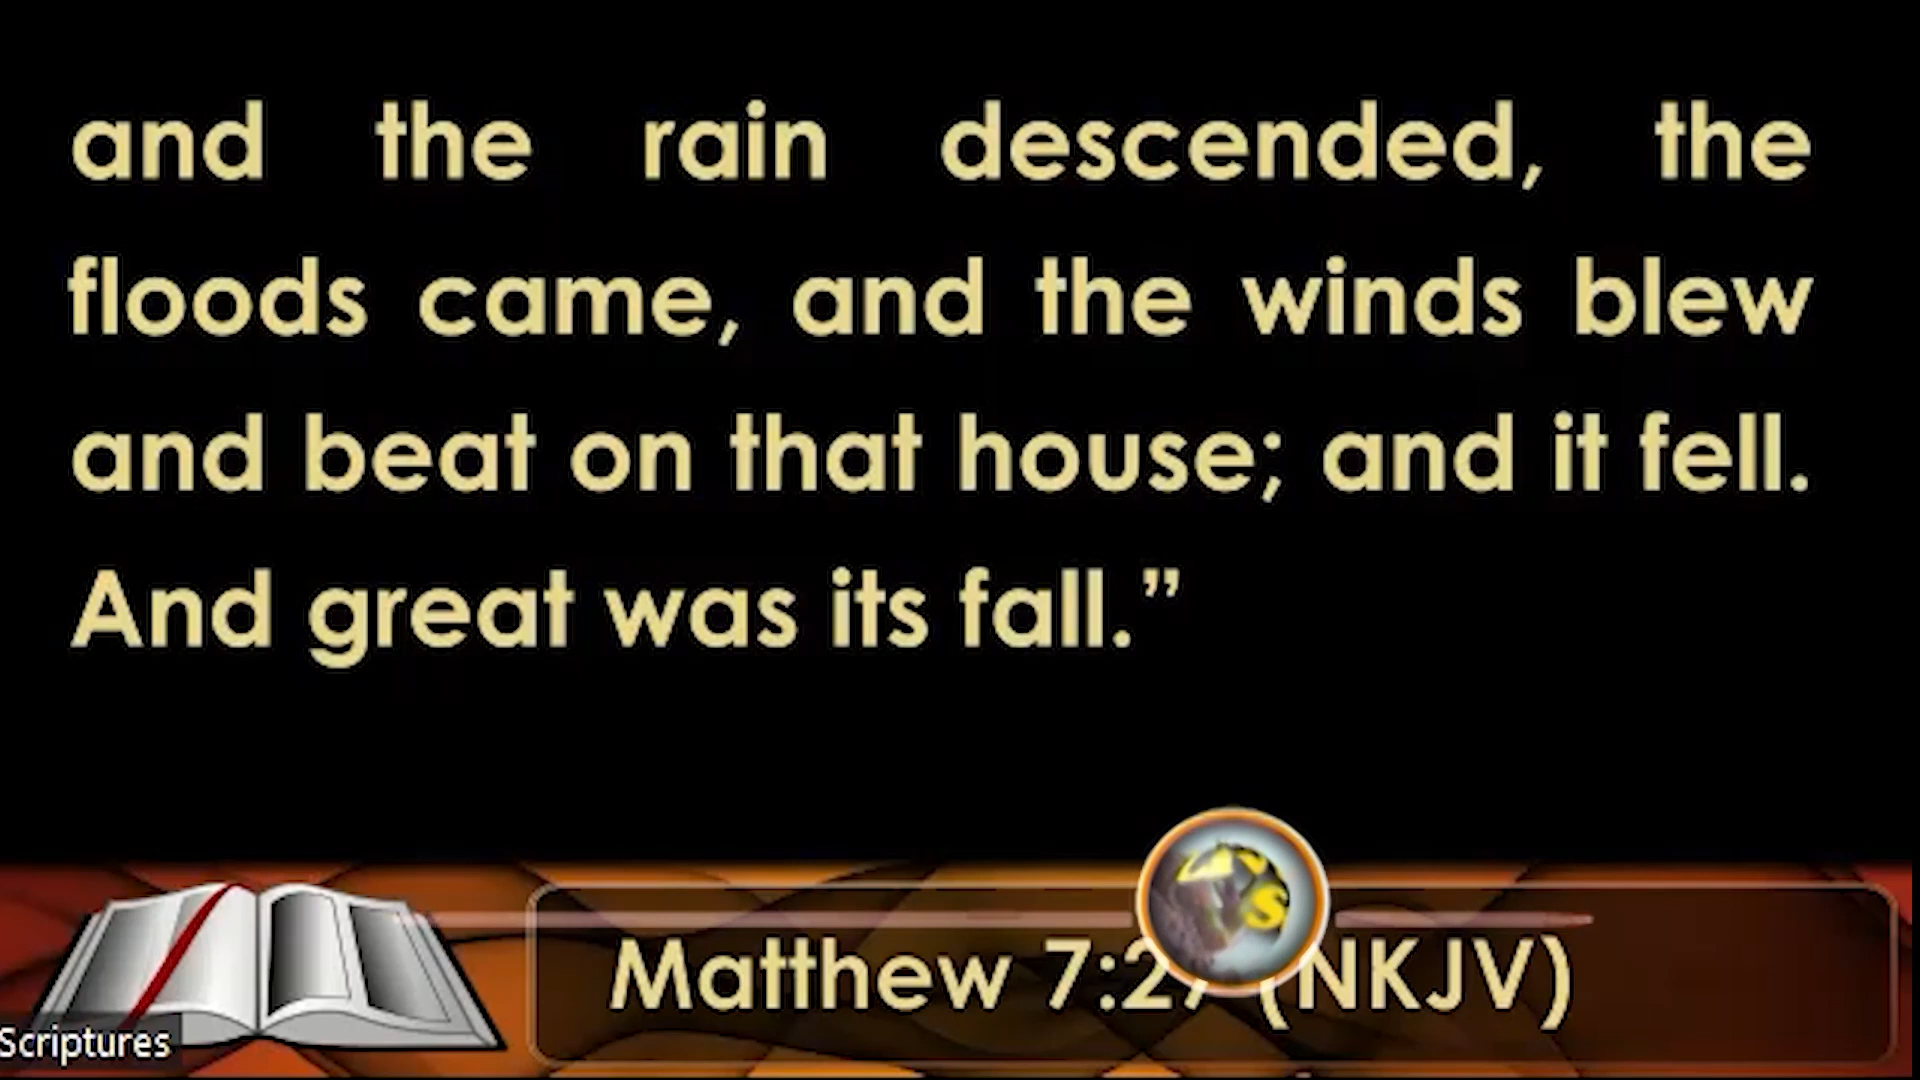 and the rain descended, the
floods came, and the winds blew
and beat on that house; and it fell.
And great was its fall.”
Matthew 7:27 (NKJV)
Scriptures